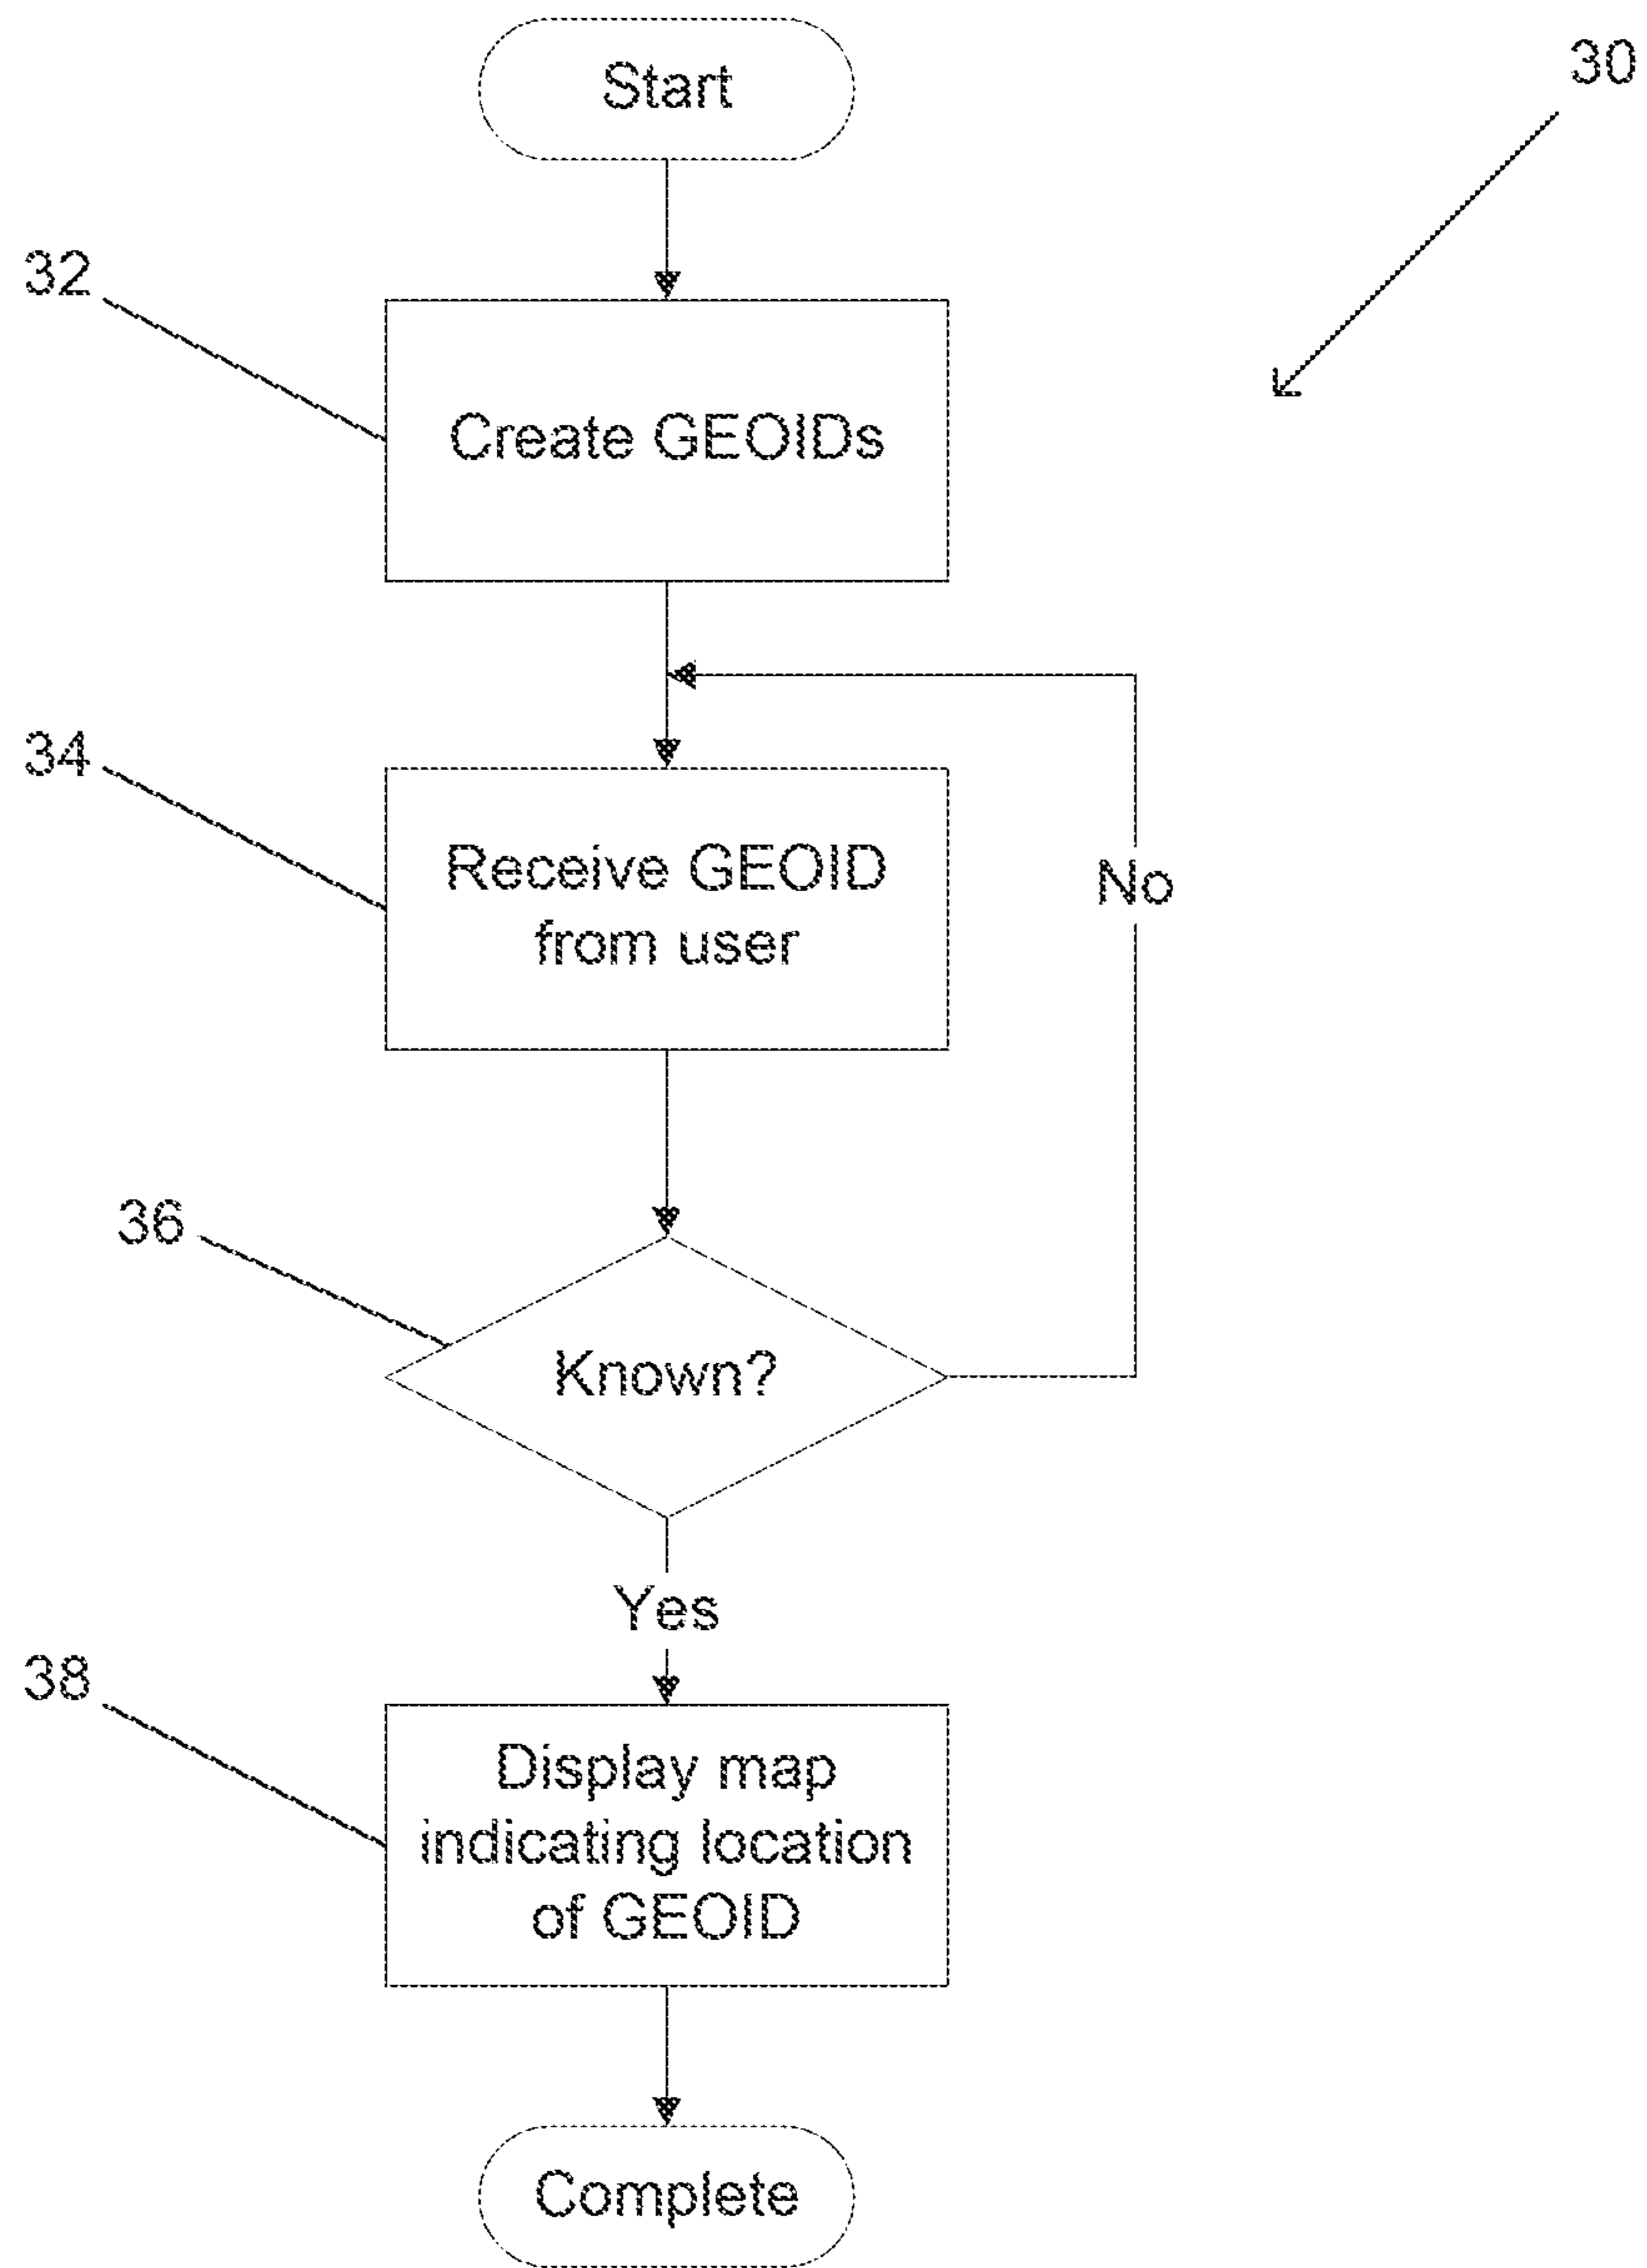 Start
30
32
Create GEOIDs
34
Receive GEOID
from user
No
36
Known?
Yes
38
Display map
indicating location
of GEOID
Complete